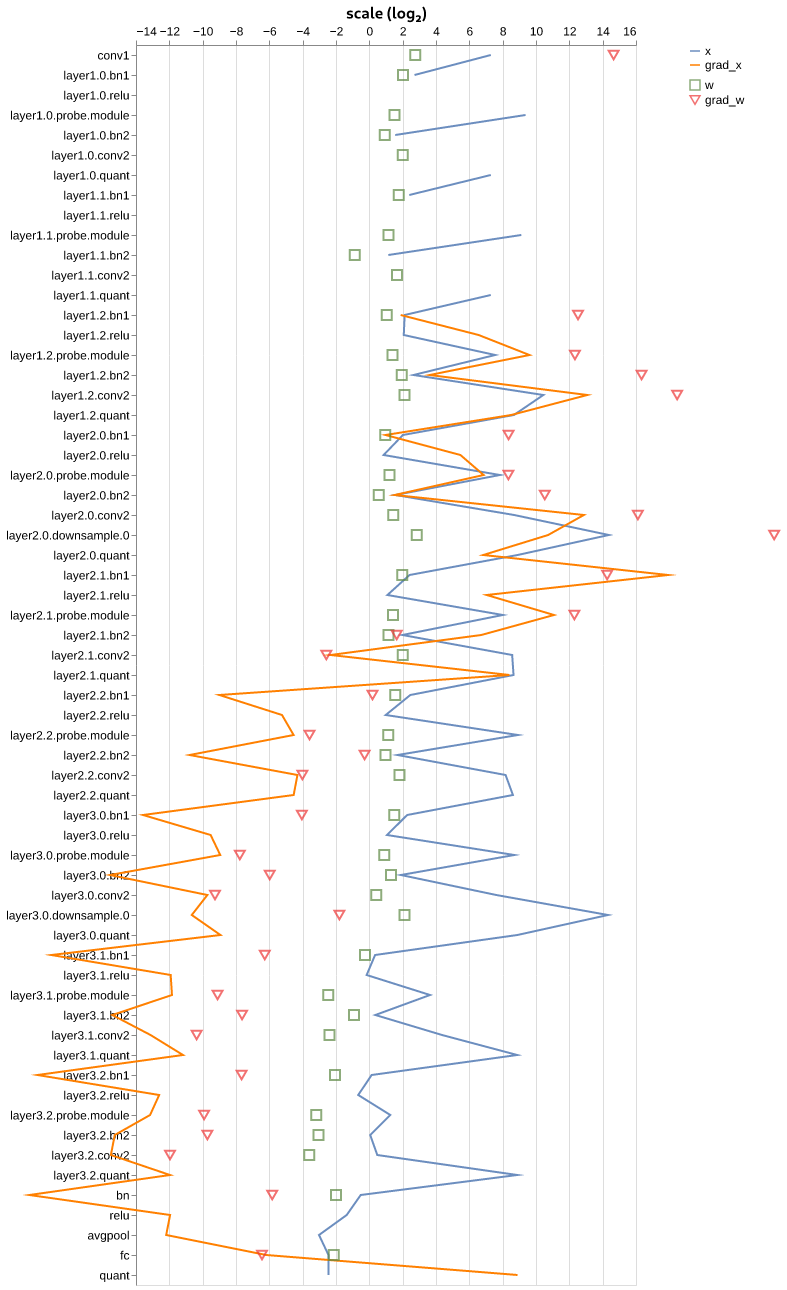 scale (log₂)
−14 −12 −10 −8 −6 −4 −2 0 2 4 6 8 10 12 14 16
conv1
layer1.0.bn1
layer1.0.relu
layer1.0.probe.module
layer1.0.bn2
layer1.0.conv2
layer1.0.quant
layer1.1.bn1
layer1.1.relu
layer1.1.probe.module
layer1.1.bn2
layer1.1.conv2
layer1.1.quant
layer1.2.bn1
layer1.2.relu
layer1.2.probe.module
layer1.2.bn2
layer1.2.conv2
layer1.2.quant
layer2.0.bn1
layer2.0.relu
layer2.0.probe.module
layer2.0.bn2
layer2.0.conv2
layer2.0.downsample.0
layer2.0.quant
layer2.1.bn1
layer2.1.relu
layer2.1.probe.module
layer2.1.bn2
layer2.1.conv2
layer2.1.quant
layer2.2.bn1
layer2.2.relu
layer2.2.probe.module
layer2.2.bn2
layer2.2.conv2
layer2.2.quant
layer3.0.bn1
layer3.0.relu
layer3.0.probe.module
layer3.0.bn2
layer3.0.conv2
layer3.0.downsample.0
layer3.0.quant
layer3.1.bn1
layer3.1.relu
layer3.1.probe.module
layer3.1.bn2
layer3.1.conv2
layer3.1.quant
layer3.2.bn1
layer3.2.relu
layer3.2.probe.module
layer3.2.bn2
layer3.2.conv2
layer3.2.quant
bn
relu
avgpool
fc
quant
x
grad_x
w
grad_w